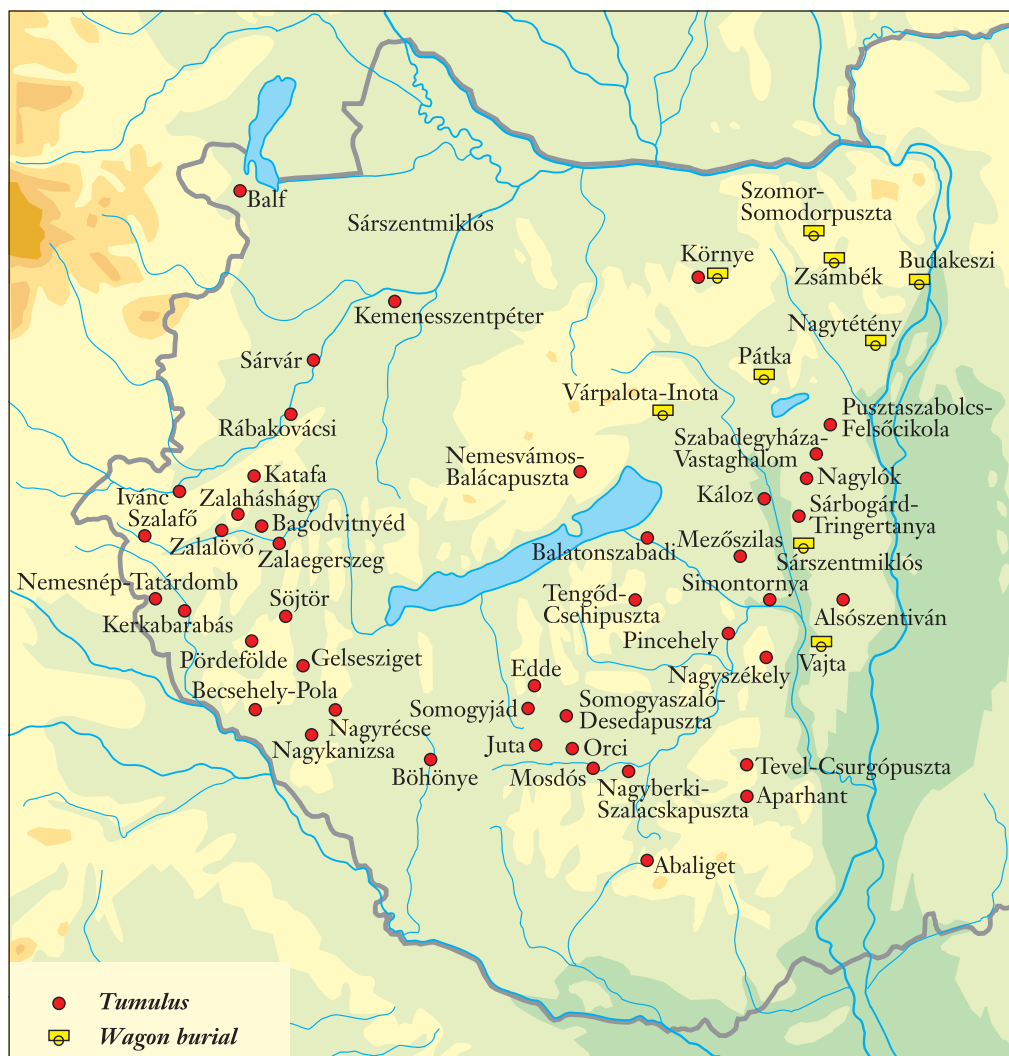 Balf
Szomor-
Somodorpuszta
Sárszentmiklós
Környe
Zsámbék
Budakeszi
Kemenesszentpéter
Nagytétény
Sárvár
Pátka
Várpalota-Inota
Rábakovácsi
Pusztaszabolcs-
Felsőcikola
Szabadegyháza-
Vastaghalom
Nemesvámos-
Balácapuszta
Katafa
Nagylók
Ivánc
Zalaháshágy
Káloz
Sárbogárd-
Tringertanya
Szalafő
Bagodvitnyéd
Zalalövő
Zalaegerszeg
Balatonszabadi
Mezőszilas
Sárszentmiklós
Nemesnép-Tatárdomb
Simontornya
Söjtör
Tengőd-
Csehipuszta
Alsószentiván
Kerkabarabás
Pincehely
Pördefölde
Gelsesziget
Nagyszékely
Vajta
Edde
Becsehely-Pola
Somogyjád
Somogyaszaló-
Desedapuszta
Nagyrécse
Nagykanizsa
Juta
Orci
Böhönye
Mosdós
Tevel-Csurgópuszta
Nagyberki-
Szalacskapuszta
Aparhant
Abaliget
Tumulus
Wagon burial